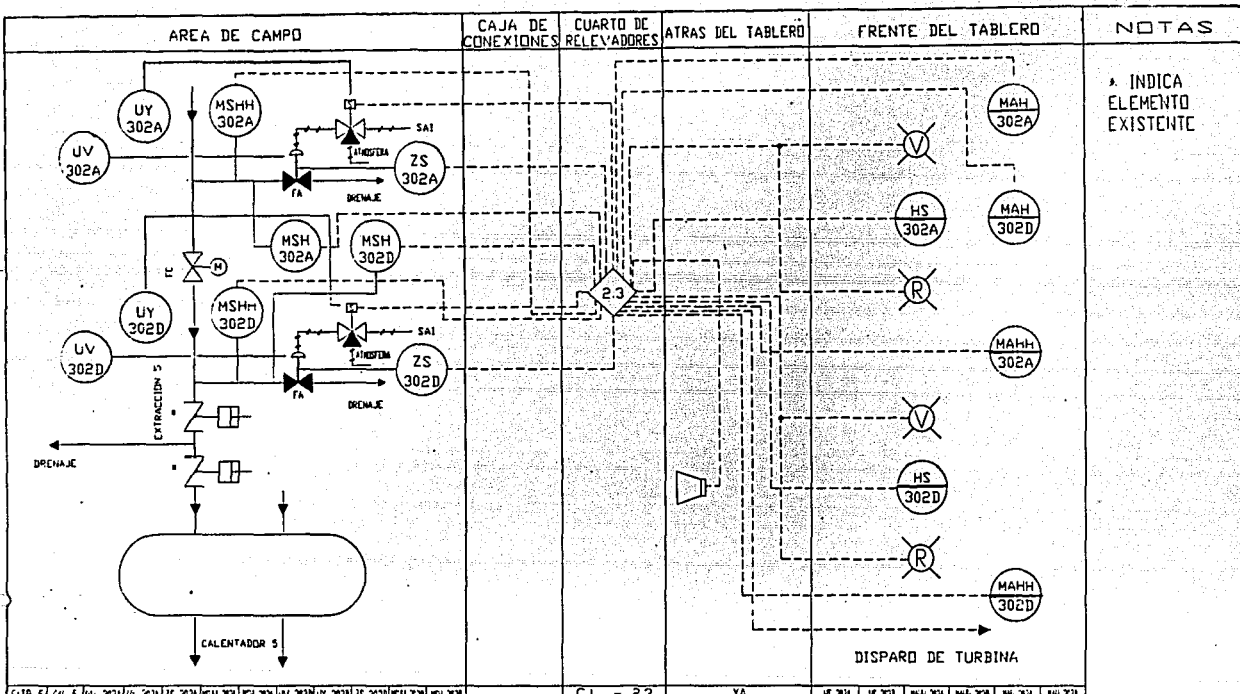 AREA DE CAMPO
CAJA DE
CONEXIONES
CUARTO DE
RELEVADORES
ATRAS DEL TABLERO
FRENTE DEL TABLERO
NOTAS
* INDICA
ELEMENTO
EXISTENTE
UY
302A
MSHH
302A
UV
302A
S
SAI
ATMOSFERA
ZS
302A
FA
DRENAJE
MSH
302A
MSH
302D
FC
M
UY
302D
MSHH
302D
UV
302D
S
SAI
ATMOSFERA
ZS
302D
FA
DRENAJE
EXTRACCION 5
*
DRENAJE
*
CALENTADOR 5
2.3
MAH
302A
V
HS
302A
MAH
302D
R
MAHH
302A
V
HS
302D
R
MAHH
302D
DISPARO DE TURBINA